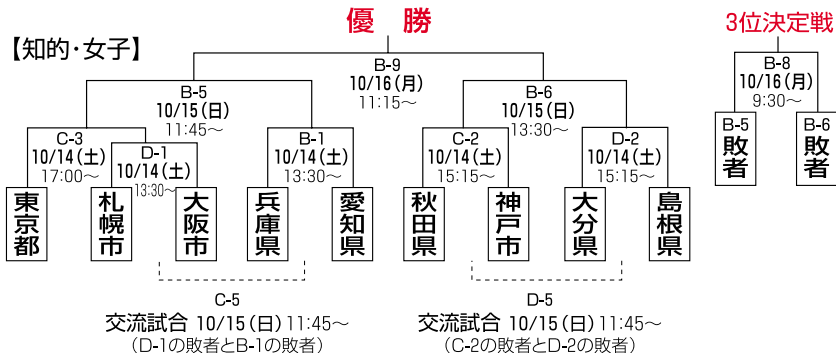 優勝
3位決定戦
【知的・女子】
B-9
10/16(月)
11:15~
B-8
10/16(月)
9:30~
B-5
10/15(日)
11:45~
B-6
10/15(日)
13:30~
B-5
敗者
B-6
敗者
C-3
10/14(土)
17:00~
D-1
10/14(土)
13:30~
B-1
10/14(土)
13:30~
C-2
10/14(土)
15:15~
D-2
10/14(土)
15:15~
東京都
札幌市
大阪市
兵庫県
愛知県
秋田県
神戸市
大分県
島根県
C-5
交流試合 10/15(日)11:45~
(D-1の敗者とB-1の敗者)
D-5
交流試合 10/15(日)11:45~
(C-2の敗者とD-2の敗者)